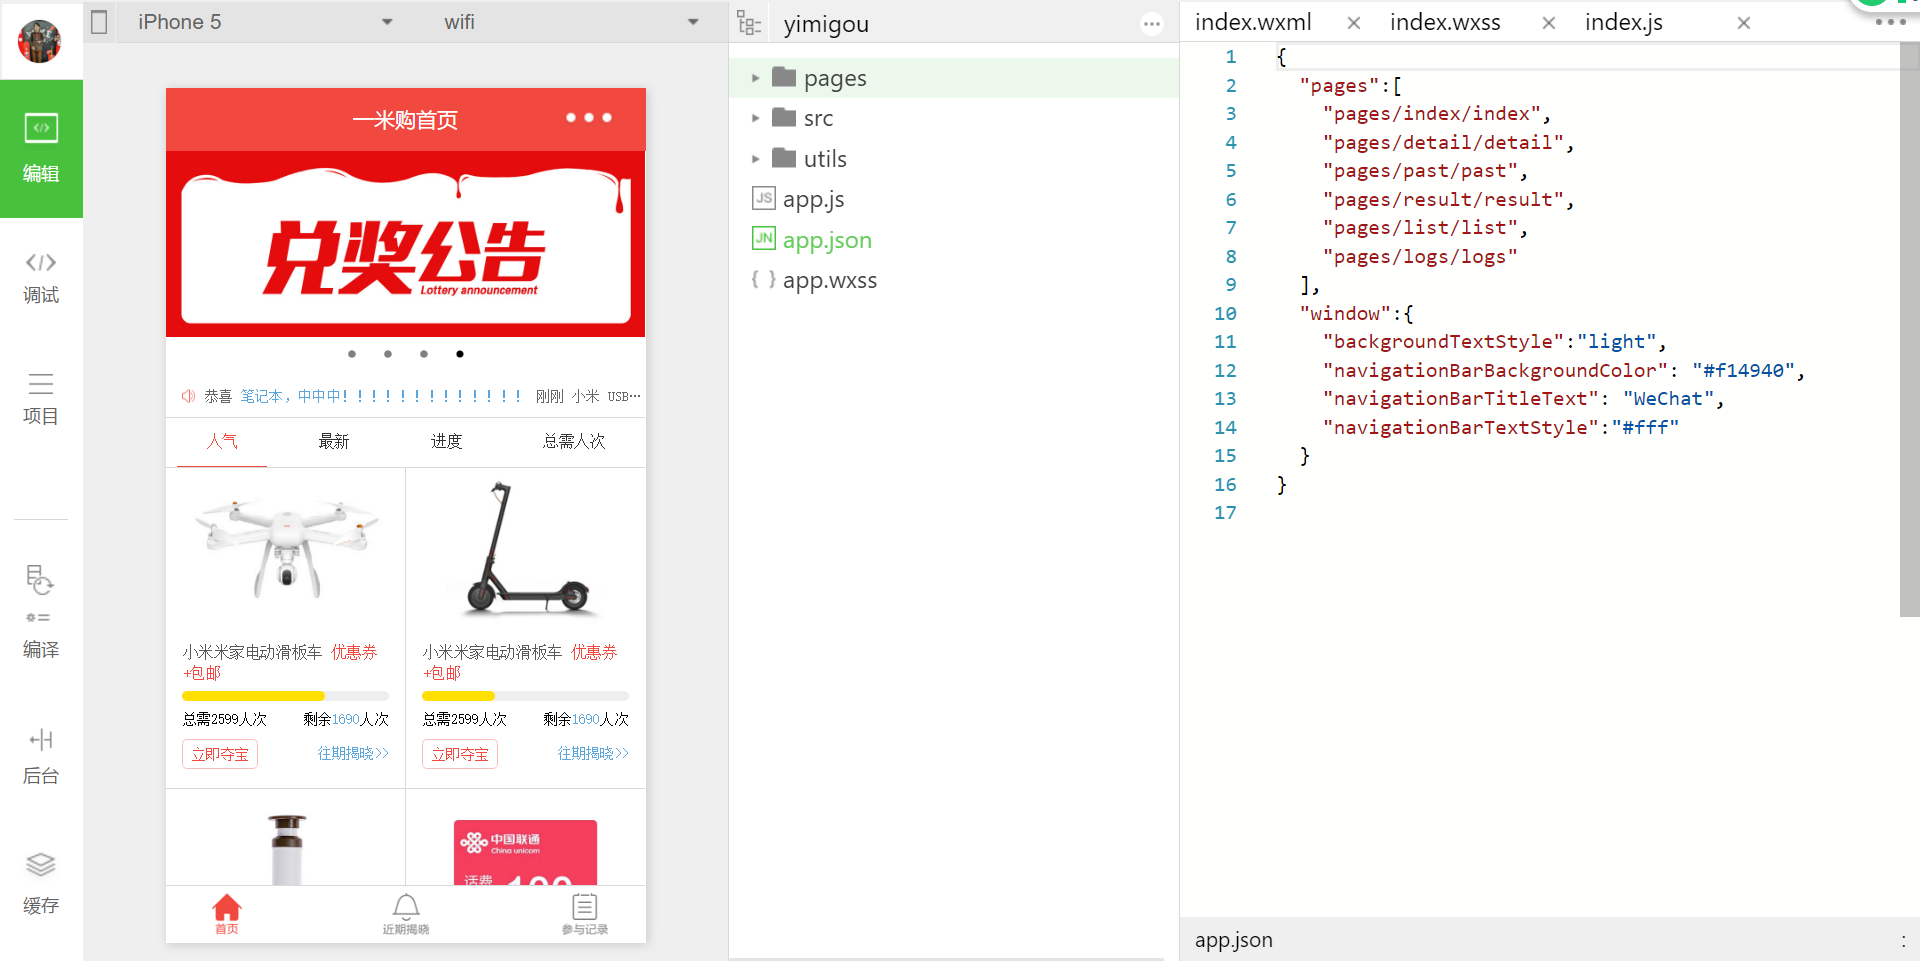 iPhone 5
wifi
编辑
调试
项目
编译
后台
缓存
一米购首页
兑奖公告
Lottery announcement
恭喜 笔记本，中中中！！！！！！！！！！！！！ 刚刚 小米 USB…
人气 最新 进度 总需人次
小米米家电动滑板车 优惠券
+包邮
总需2599人次 剩余1690人次
立即夺宝 往期揭晓>>
小米米家电动滑板车 优惠券
+包邮
总需2599人次 剩余1690人次
立即夺宝 往期揭晓>>
中国联通
China unicom
话费 100
首页 近期揭晓 参与记录
yimigou
pages
src
utils
JS app.js
JN app.json
{ } app.wxss
index.wxml × index.wxss × index.js ×
1 {
2 "pages":[
3 "pages/index/index",
4 "pages/detail/detail",
5 "pages/past/past",
6 "pages/result/result",
7 "pages/list/list",
8 "pages/logs/logs"
9 ],
10 "window":{
11 "backgroundTextStyle":"light",
12 "navigationBarBackgroundColor": "#f14940",
13 "navigationBarTitleText": "WeChat",
14 "navigationBarTextStyle":"#fff"
15 }
16 }
17
app.json :